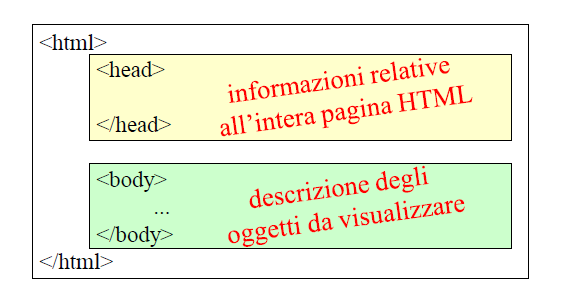 <html>
<head>
informazioni relative
all'intera pagina HTML
</head>
<body>
descrizione degli
...
oggetti da visualizzare
</body>
</html>